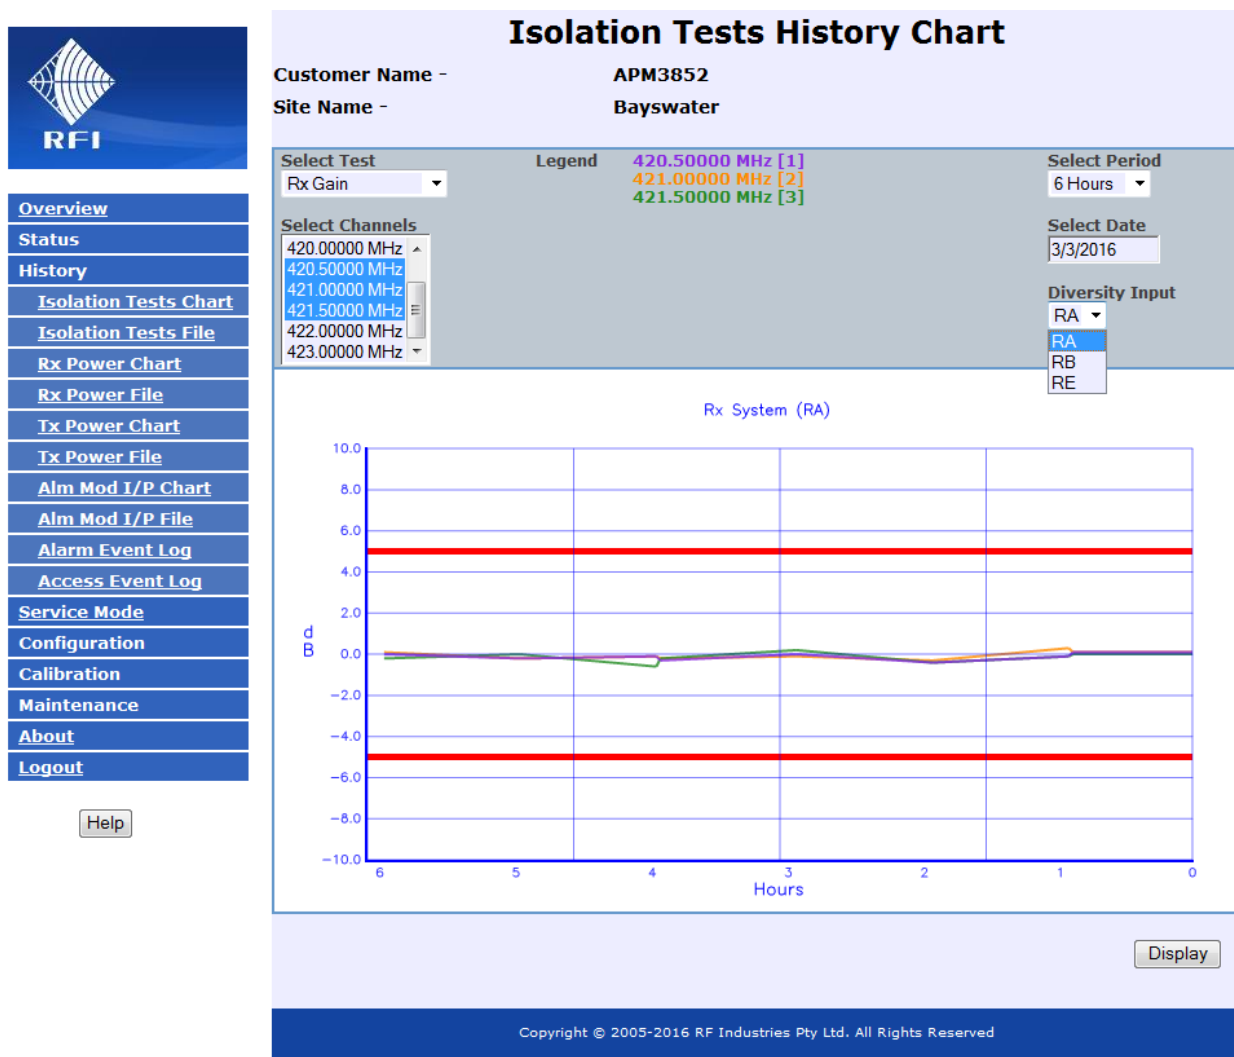 Isolation Tests History Chart
Customer Name - APM3852
Site Name - Bayswater
RFI
Overview
Status
History
Isolation Tests Chart
Isolation Tests File
Rx Power Chart
Rx Power File
Tx Power Chart
Tx Power File
Alm Mod I/P Chart
Alm Mod I/P File
Alarm Event Log
Access Event Log
Service Mode
Configuration
Calibration
Maintenance
About
Logout
Help
Select Test
Rx Gain
Select Channels
420.00000 MHz
420.50000 MHz
421.00000 MHz
421.50000 MHz
422.00000 MHz
423.00000 MHz
Legend
420.50000 MHz [1]
421.00000 MHz [2]
421.50000 MHz [3]
Select Period
6 Hours
Select Date
3/3/2016
Diversity Input
RA
RA
RB
RE
Rx System (RA)
10.0
8.0
6.0
4.0
2.0
0.0
-2.0
-4.0
-6.0
-8.0
-10.0
dB
6 5 4 3 2 1 0
Hours
Display
Copyright © 2005-2016 RF Industries Pty Ltd. All Rights Reserved